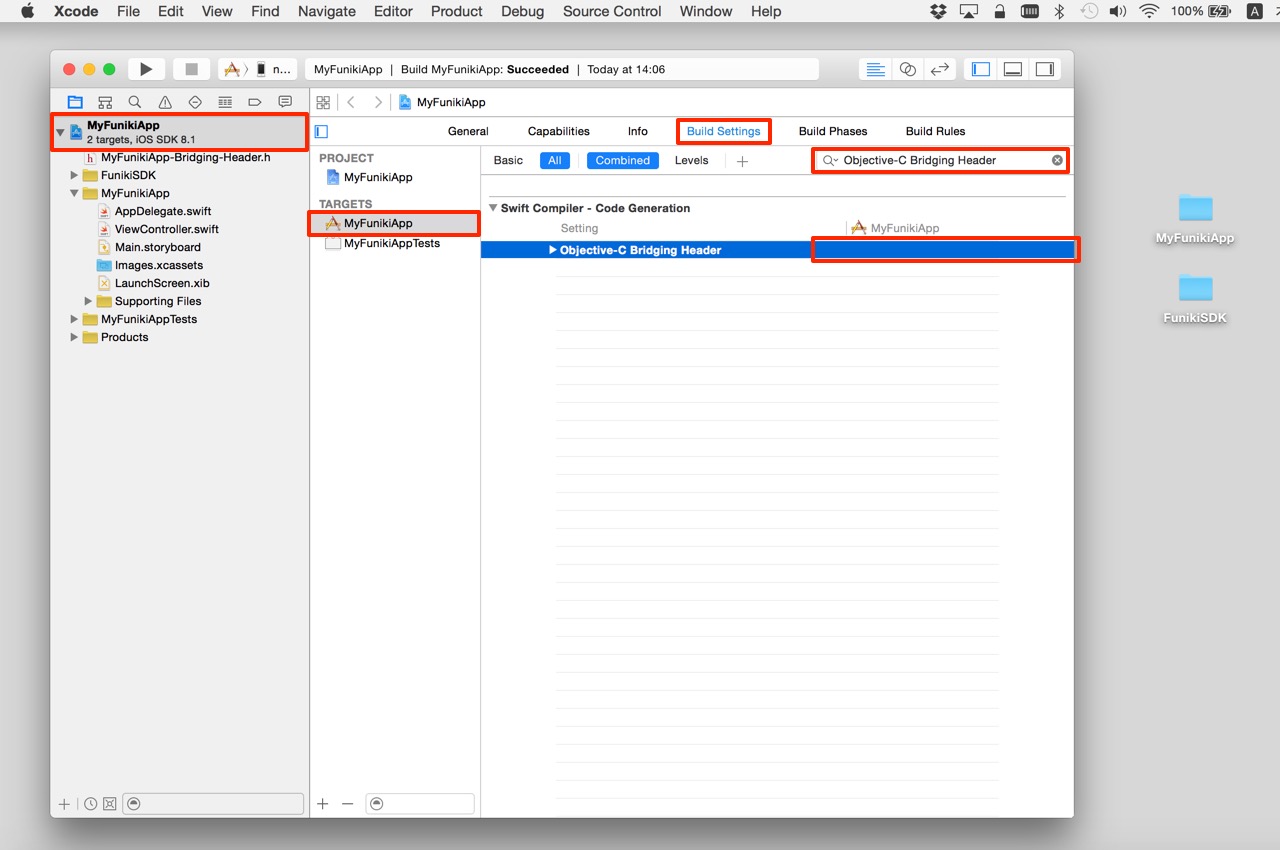 Xcode File Edit View Find Navigate Editor Product Debug Source Control Window Help 100% A
n... MyFunikiApp | Build MyFunikiApp: Succeeded | Today at 14:06
MyFunikiApp
MyFunikiApp
2 targets, iOS SDK 8.1
h MyFunikiApp-Bridging-Header.h
FunikiSDK
MyFunikiApp
AppDelegate.swift
ViewController.swift
Main.storyboard
Images.xcassets
LaunchScreen.xib
Supporting Files
MyFunikiAppTests
Products
General Capabilities Info Build Settings Build Phases Build Rules
PROJECT
MyFunikiApp
TARGETS
MyFunikiApp
MyFunikiAppTests
Basic All Combined Levels Objective-C Bridging Header
Swift Compiler - Code Generation
Setting MyFunikiApp
Objective-C Bridging Header
MyFunikiApp
FunikiSDK